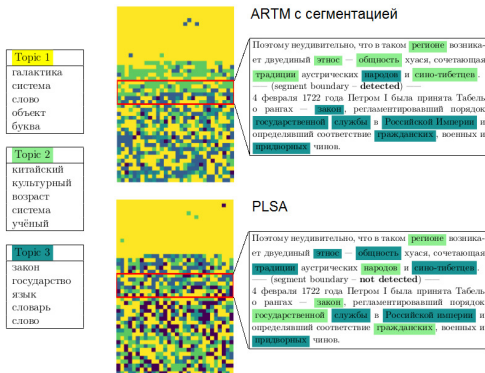 ARTM с сегментацией
Topic 1
галактика
система
слово
объект
буква
Topic 2
китайский
культурный
возраст
система
учёный
Topic 3
закон
государство
язык
словарь
слово
Поэтому неудивительно, что в таком регионе возника-
ет двуединый этнос — общность хуася, сочетающая
традиции аустрических народов и сино-тибетцев.
—— (segment boundary – detected) ——
4 февраля 1722 года Петром I была принята Табель
о рангах — закон, регламентировавший порядок
государственной службы в Российской Империи и
определявший соответствие гражданских, военных и
придворных чинов.
PLSA
Поэтому неудивительно, что в таком регионе возника-
ет двуединый этнос — общность хуася, сочетающая
традиции аустрических народов и сино-тибетцев.
—— (segment boundary – not detected) ——
4 февраля 1722 года Петром I была принята Табель
о рангах — закон, регламентировавший порядок
государственной службы в Российской империи и
определявший соответствие гражданских, военных и
придворных чинов.